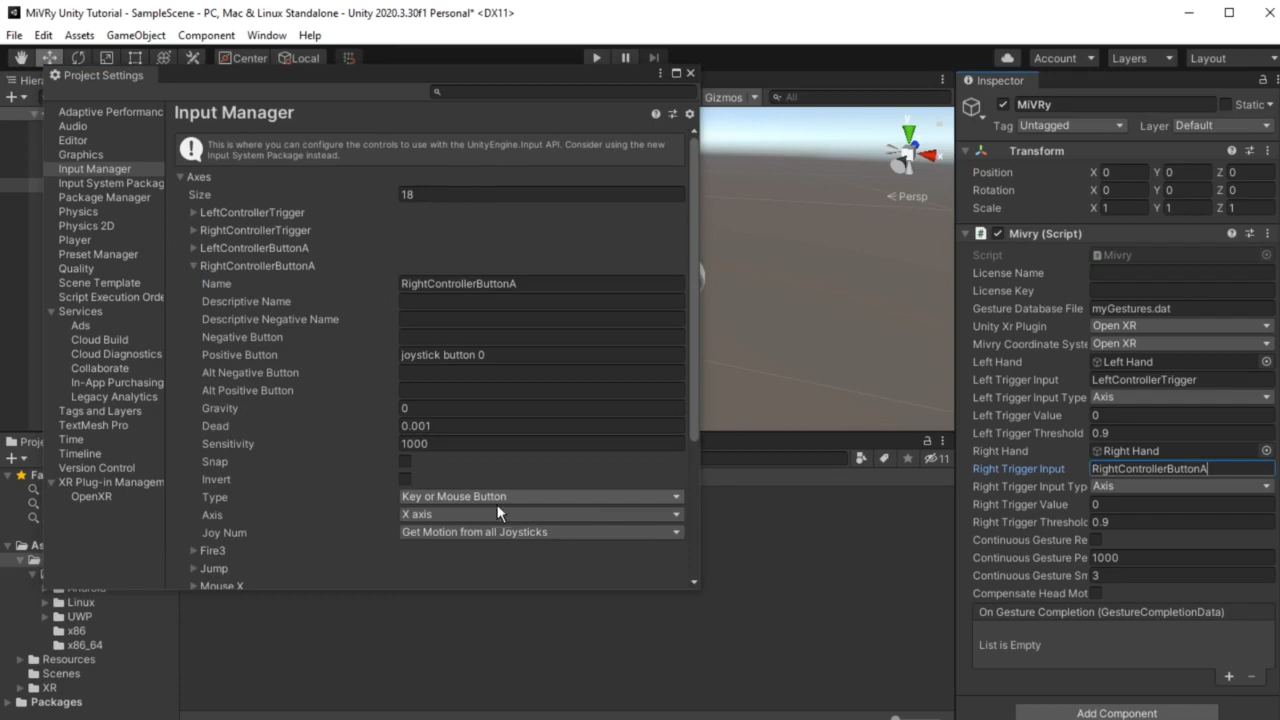 MiVRy Unity Tutorial - SampleScene - PC, Mac & Linux Standalone - Unity 2020.3.30f1 Personal* <DX11>
File Edit Assets GameObject Component Window Help
Center Local Account Layers Layout
Project Settings
Adaptive Performanc
Audio
Editor
Graphics
Input Manager
Input System Packag
Package Manager
Physics
Physics 2D
Player
Preset Manager
Quality
Scene Template
Script Execution Orde
Services
Ads
Cloud Build
Cloud Diagnostics
Collaborate
In-App Purchasing
Legacy Analytics
Tags and Layers
TextMesh Pro
Time
Timeline
Version Control
XR Plug-in Managem
OpenXR
Input Manager
This is where you can configure the controls to use with the UnityEngine.Input API. Consider using the new
Input System Package instead.
Axes
Size 18
LeftControllerTrigger
RightControllerTrigger
LeftControllerButtonA
RightControllerButtonA
Name RightControllerButtonA
Descriptive Name
Descriptive Negative Name
Negative Button
Positive Button joystick button 0
Alt Negative Button
Alt Positive Button
Gravity 0
Dead 0.001
Sensitivity 1000
Snap
Invert
Type Key or Mouse Button
Axis X axis
Joy Num Get Motion from all Joysticks
Fire3
Jump
Mouse X
Gizmos All
y
x
Persp
11
Linux
UWP
x86
x86_64
Resources
Scenes
XR
Packages
Inspector
MiVRy Static
Tag Untagged Layer Default
Transform
Position X 0 Y 0 Z 0
Rotation X 0 Y 0 Z 0
Scale X 1 Y 1 Z 1
Mivry (Script)
Script Mivry
License Name
License Key
Gesture Database File myGestures.dat
Unity Xr Plugin Open XR
Mivry Coordinate Syste Open XR
Left Hand Left Hand
Left Trigger Input LeftControllerTrigger
Left Trigger Input Type Axis
Left Trigger Value 0
Left Trigger Threshold 0.9
Right Hand Right Hand
Right Trigger Input RightControllerButtonA
Right Trigger Input Typ Axis
Right Trigger Value 0
Right Trigger Threshold 0.9
Continuous Gesture Re
Continuous Gesture Pe 1000
Continuous Gesture Sm 3
Compensate Head Mot
On Gesture Completion (GestureCompletionData)
List is Empty
Add Component